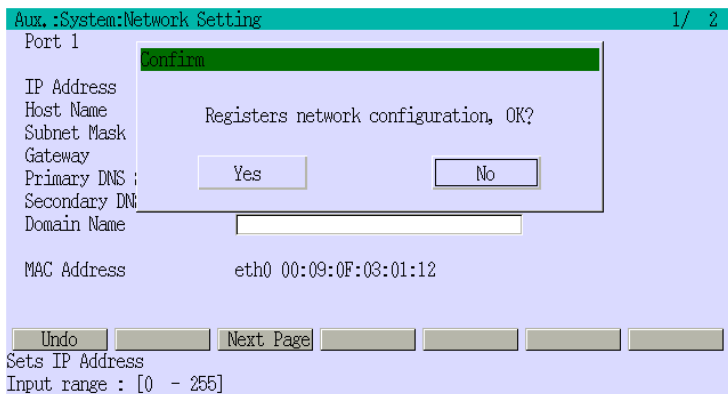 Aux.:System:Network Setting 1/ 2
Port 1
Confirm
IP Address
Host Name
Registers network configuration, OK?
Subnet Mask
Gateway
Primary DNS
Yes No
Secondary
Domain Name
MAC Address eth0 00:09:0F:03:01:12
Undo Next Page
Sets IP Address
Input range : [0 - 255]